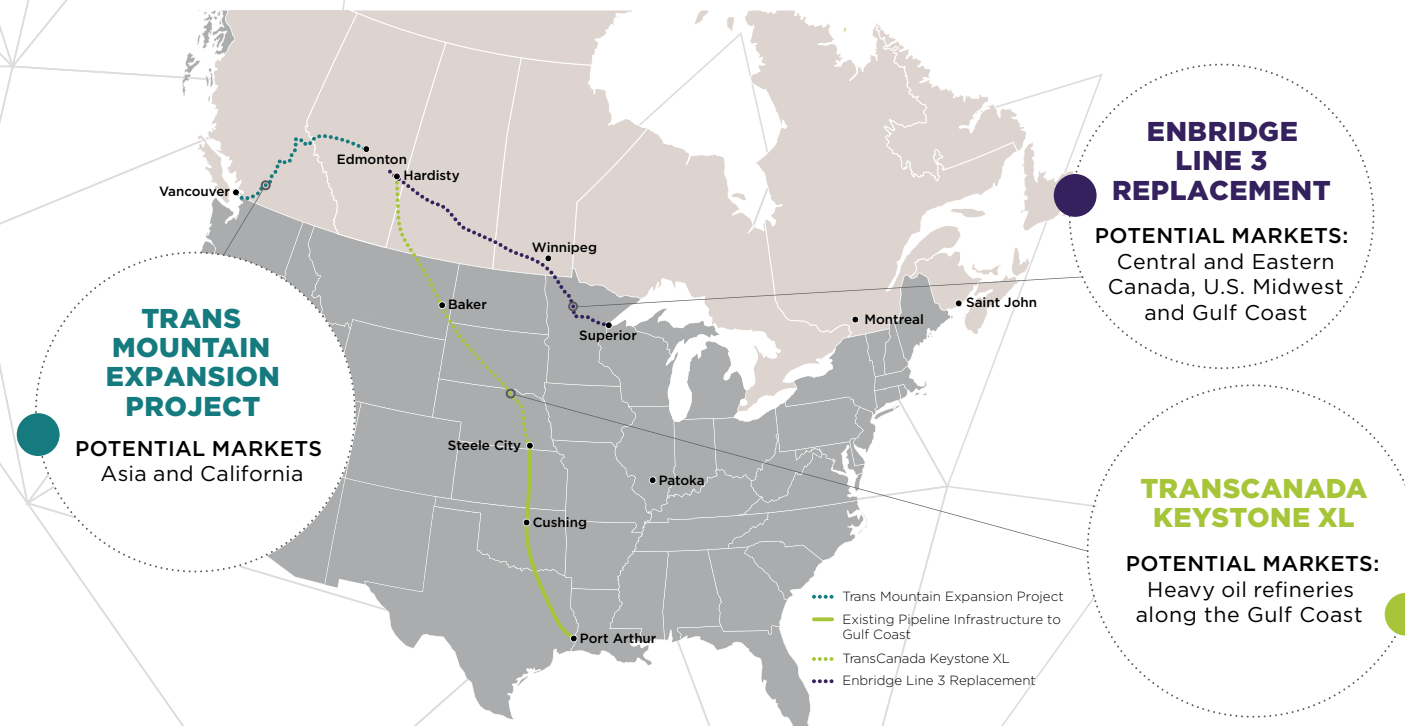 Edmonton
Hardisty
Vancouver
Winnipeg
Baker
Superior
Saint John
Montreal
Steele City
Patoka
Cushing
Port Arthur
TRANS
MOUNTAIN
EXPANSION
PROJECT
POTENTIAL MARKETS
Asia and California
ENBRIDGE
LINE 3
REPLACEMENT
POTENTIAL MARKETS:
Central and Eastern
Canada, U.S. Midwest
and Gulf Coast
TRANSCANADA
KEYSTONE XL
POTENTIAL MARKETS:
Heavy oil refineries
along the Gulf Coast
Trans Mountain Expansion Project
Existing Pipeline Infrastructure to
Gulf Coast
TransCanada Keystone XL
Enbridge Line 3 Replacement